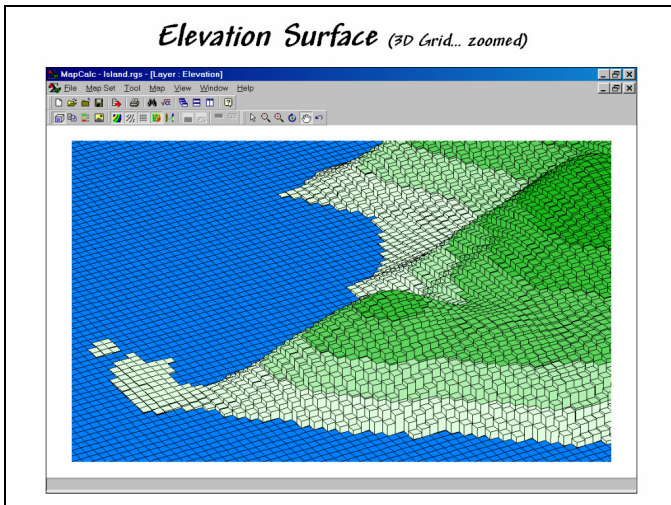 Elevation Surface (3D Grid... zoomed)
MapCalc - Island.rgs - [Layer : Elevation]
File Map Set Tool Map View Window Help